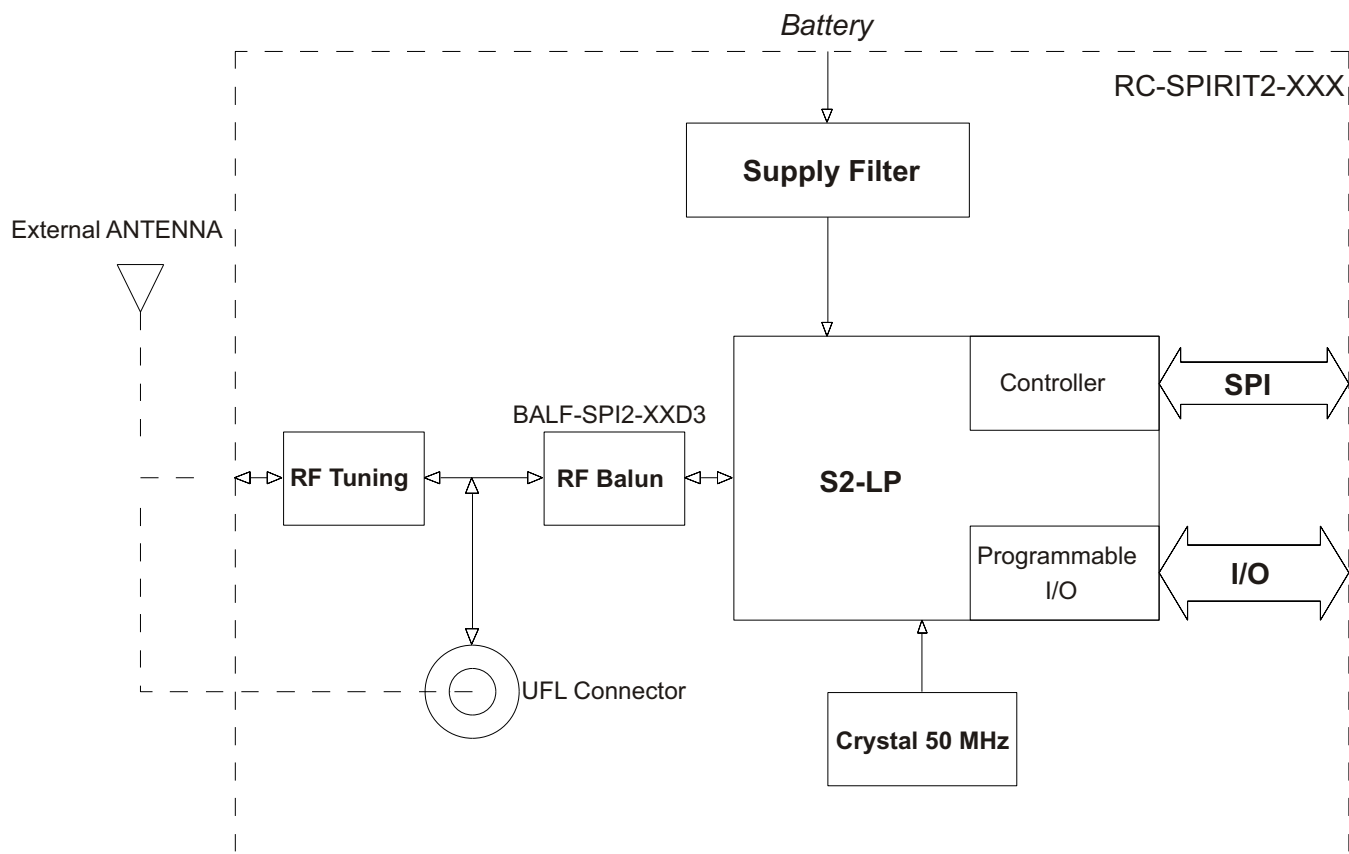 Battery
RC-SPIRIT2-XXX
Supply Filter
External ANTENNA
Controller
SPI
BALF-SPI2-XXD3
RF Tuning
RF Balun
S2-LP
Programmable
I/O
I/O
UFL Connector
Crystal 50 MHz